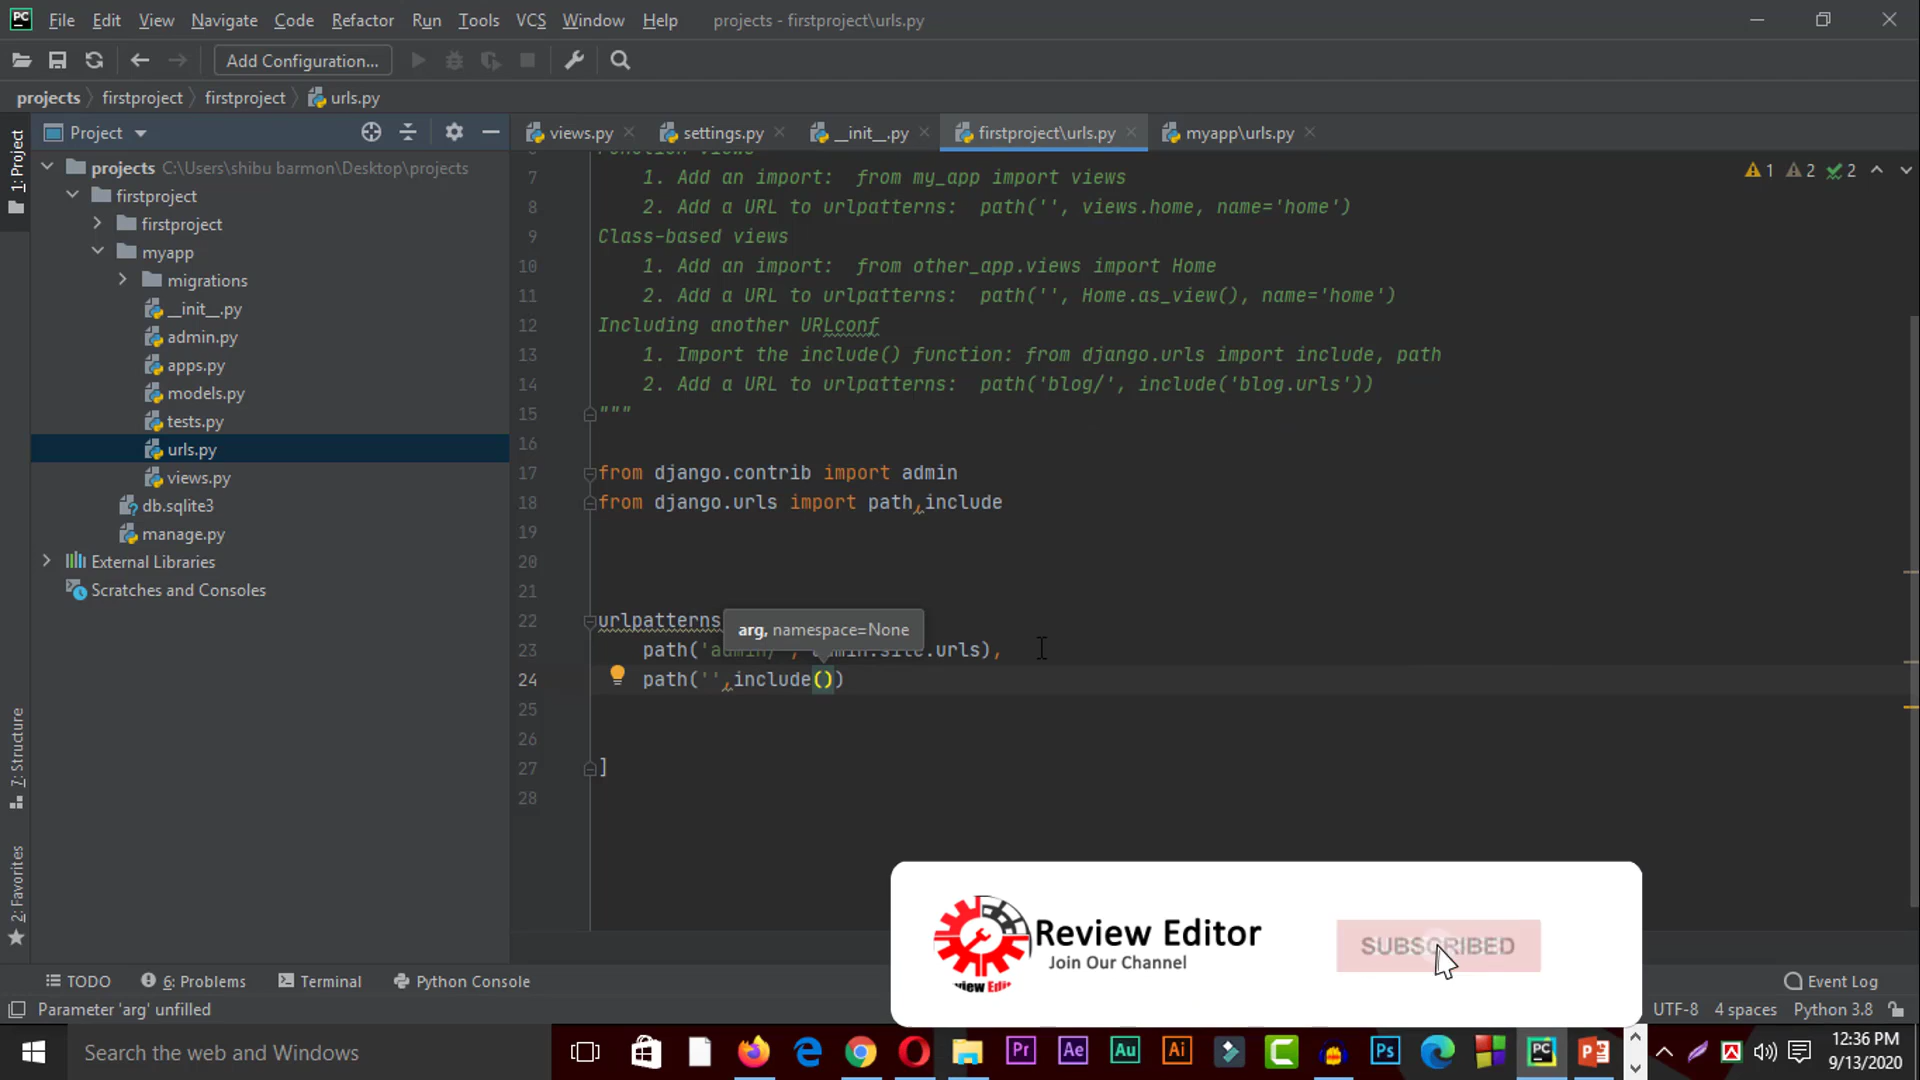 File Edit Navigate Code Refactor Run Tools VCS Window Help projects - firstproject\urls.py
Add Configuration...
projects firstproject firstproject urls.py
Project
views.py settings.py __init__.py firstproject\urls.py myapp\urls.py
1: Project
projects C:\Users\shibu barmon\Desktop\projects
firstproject
firstproject
myapp
migrations
__init__.py
admin.py
apps.py
models.py
tests.py
urls.py
views.py
db.sqlite3
manage.py
External Libraries
Scratches and Consoles
7: Structure
2: Favorites
1 2 2
7 1. Add an import:  from my_app import views
8 2. Add a URL to urlpatterns:  path('', views.home, name='home')
9 Class-based views
10 1. Add an import:  from other_app.views import Home
11 2. Add a URL to urlpatterns:  path('', Home.as_view(), name='home')
12 Including another URLconf
13 1. Import the include() function: from django.urls import include, path
14 2. Add a URL to urlpatterns:  path('blog/', include('blog.urls'))
15 """
16
17 from django.contrib import admin
18 from django.urls import path,include
19
20
21
22 urlpatterns
arg, namespace=None
23 path('admin/', admin.site.urls),
24 path('',include())
25
26
27 ]
28
Review Editor
Join Our Channel
SUBSCRIBED
TODO 6: Problems Terminal Python Console Event Log
Parameter 'arg' unfilled UTF-8 4 spaces Python 3.8
Search the web and Windows
Pr Ae Au Ai Ps PC
12:36 PM
9/13/2020